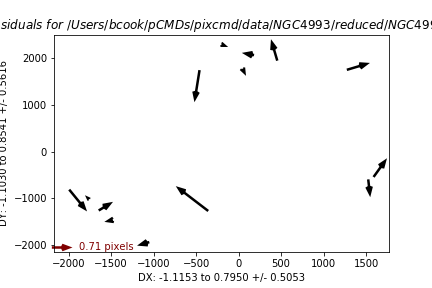 siduals for /Users/bcook/pCMDs/pixcmd/data/NGC4993/reduced/NGC499
DY: -1.1030 to 0.8541 +/- 0.5616
2000
1000
0
−1000
−2000
0.71 pixels
−2000 −1500 −1000 −500 0 500 1000 1500
DX: -1.1153 to 0.7950 +/- 0.5053